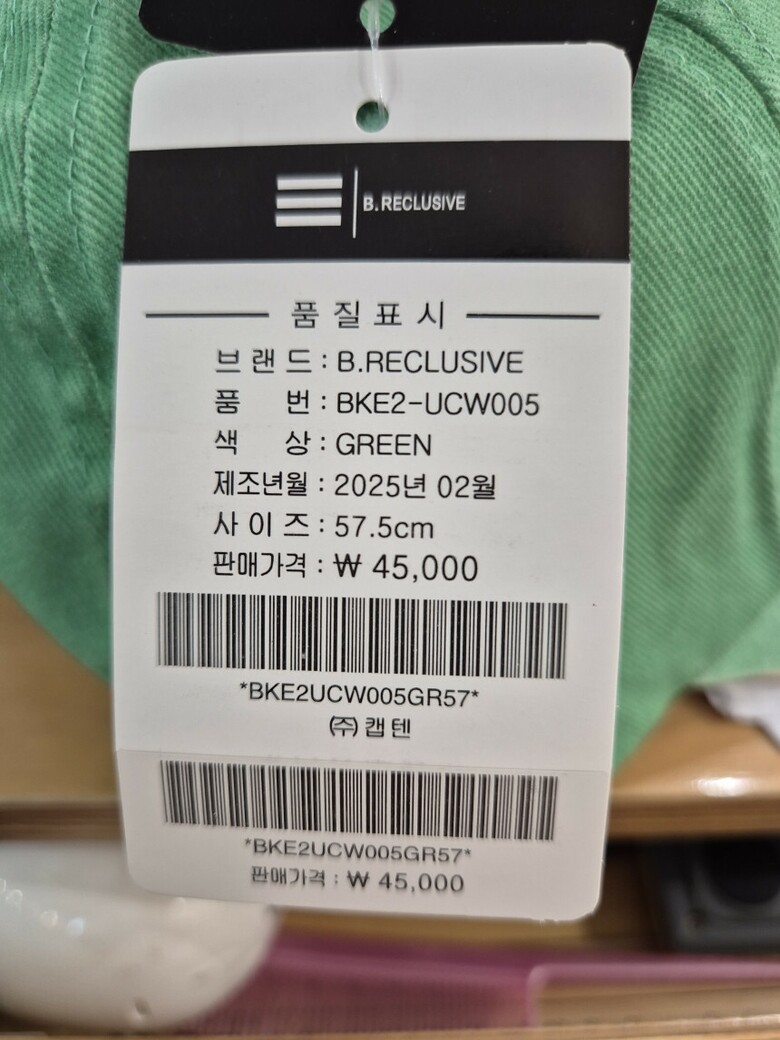 B.RECLUSIVE
품질표시
브랜드 : B.RECLUSIVE
품 번 : BKE2-UCW005
색 상 : GREEN
제조년월 : 2025년 02월
사이즈 : 57.5cm
판매가격 : ₩ 45,000
*BKE2UCW005GR57*
㈜캡텐
*BKE2UCW005GR57*
판매가격 : ₩ 45,000